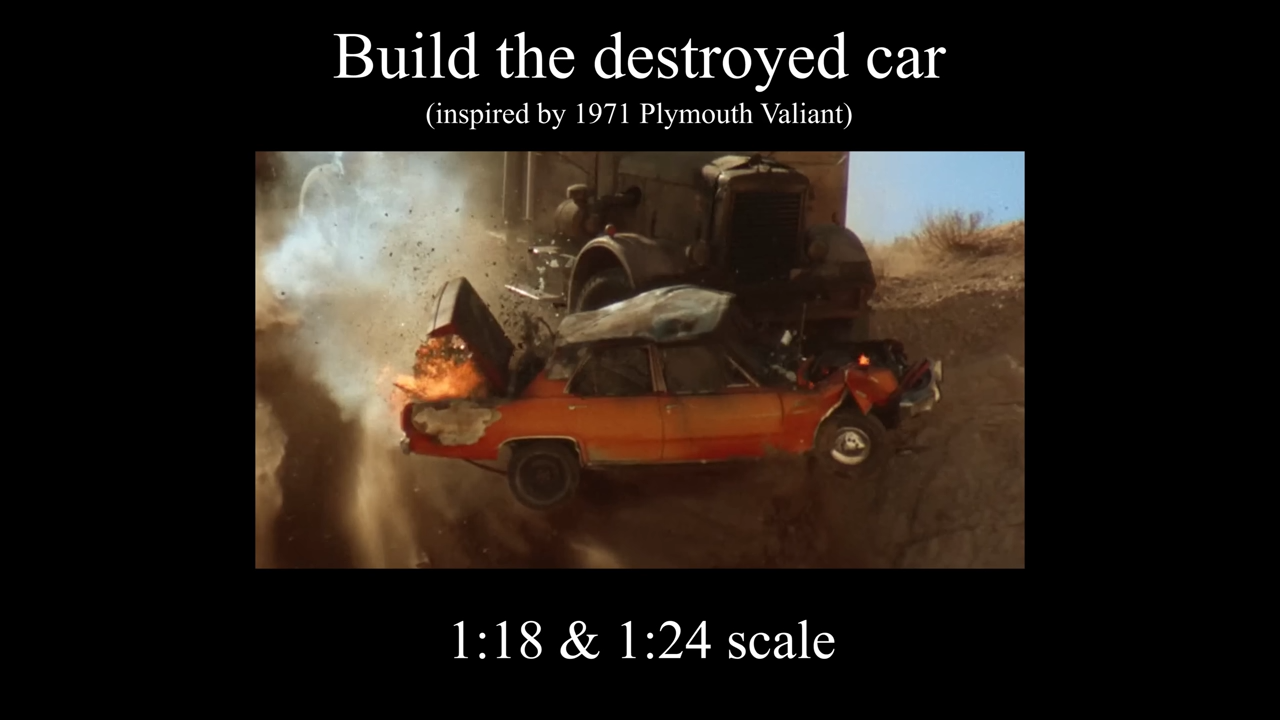 Build the destroyed car
(inspired by 1971 Plymouth Valiant)
1:18 & 1:24 scale